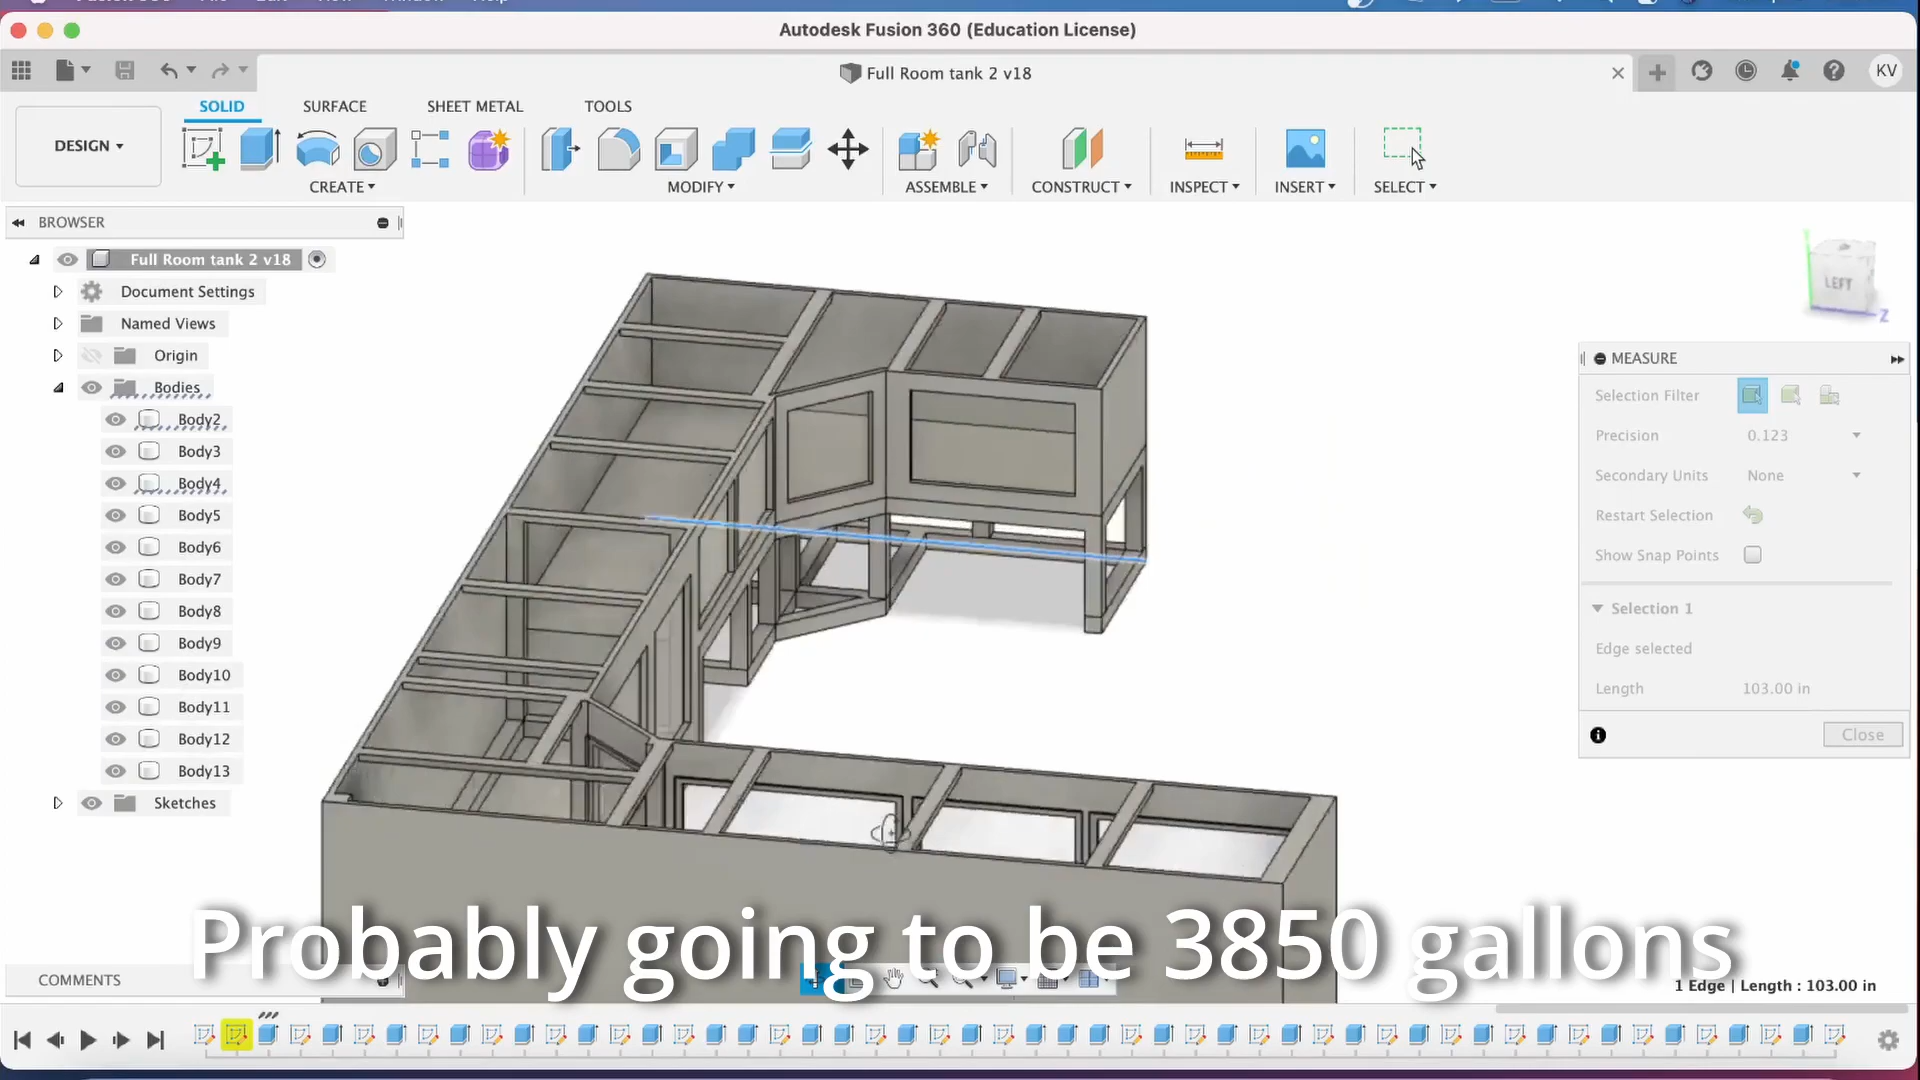 Autodesk Fusion 360 (Education License)
Full Room tank 2 v18
KV
SOLID
SURFACE
SHEET METAL
TOOLS
DESIGN
CREATE
MODIFY
ASSEMBLE
CONSTRUCT
INSPECT
INSERT
SELECT
BROWSER
Full Room tank 2 v18
Document Settings
Named Views
Origin
Bodies
Body2
Body3
Body4
Body5
Body6
Body7
Body8
Body9
Body10
Body11
Body12
Body13
Sketches
LEFT
Z
MEASURE
Selection Filter
Precision
0.123
Secondary Units
None
Restart Selection
Show Snap Points
Selection 1
Edge selected
Length
103.00 in
Close
Probably going to be 3850 gallons
COMMENTS
1 Edge | Length : 103.00 in